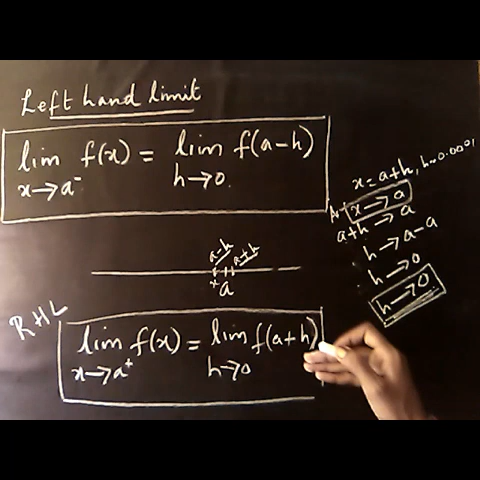 Left hand limit
lim f(x) = lim f(a-h)
x→a⁻ h→0
x = a+h, h=0.0001
x → a
a+h → a
h → a-a
h → 0
h → 0
a-h a+h
a
RHL
lim f(x) = lim f(a+h)
x→a⁺ h→0